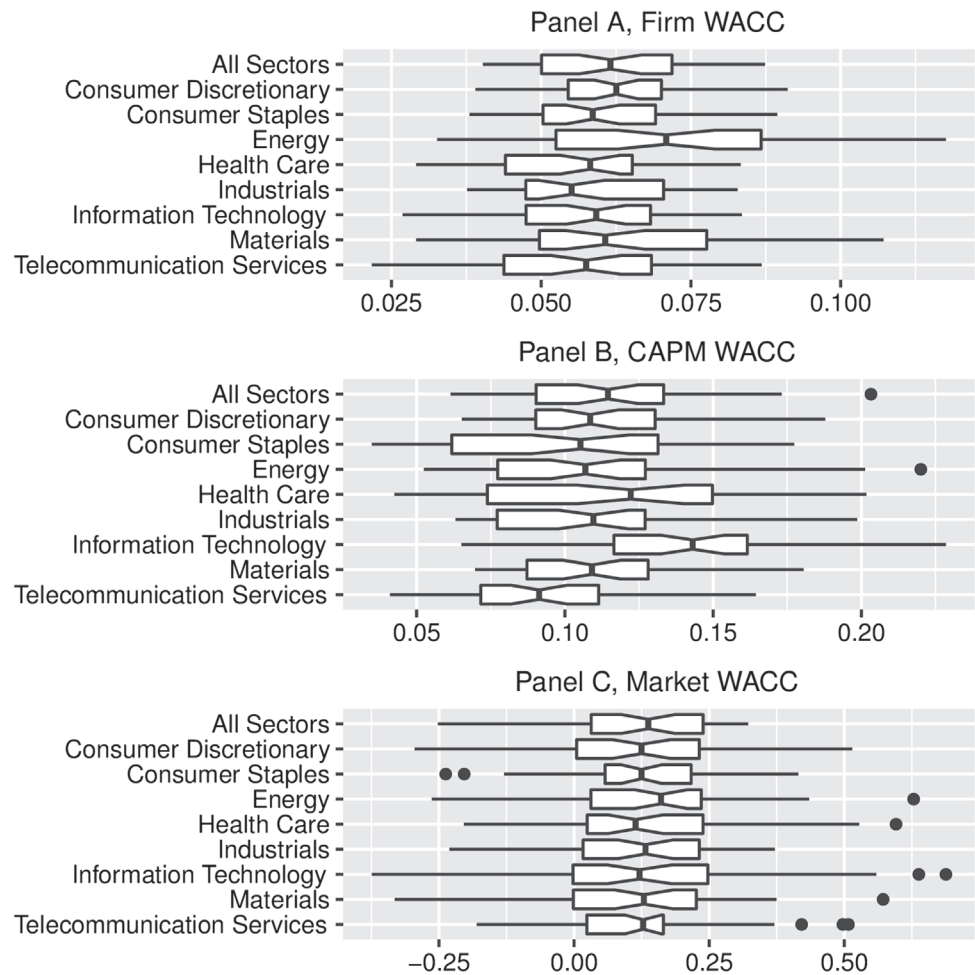 Panel A, Firm WACC
All Sectors
Consumer Discretionary
Consumer Staples
Energy
Health Care
Industrials
Information Technology
Materials
Telecommunication Services
0.025 0.050 0.075 0.100
Panel B, CAPM WACC
All Sectors
Consumer Discretionary
Consumer Staples
Energy
Health Care
Industrials
Information Technology
Materials
Telecommunication Services
0.05 0.10 0.15 0.20
Panel C, Market WACC
All Sectors
Consumer Discretionary
Consumer Staples
Energy
Health Care
Industrials
Information Technology
Materials
Telecommunication Services
−0.25 0.00 0.25 0.50